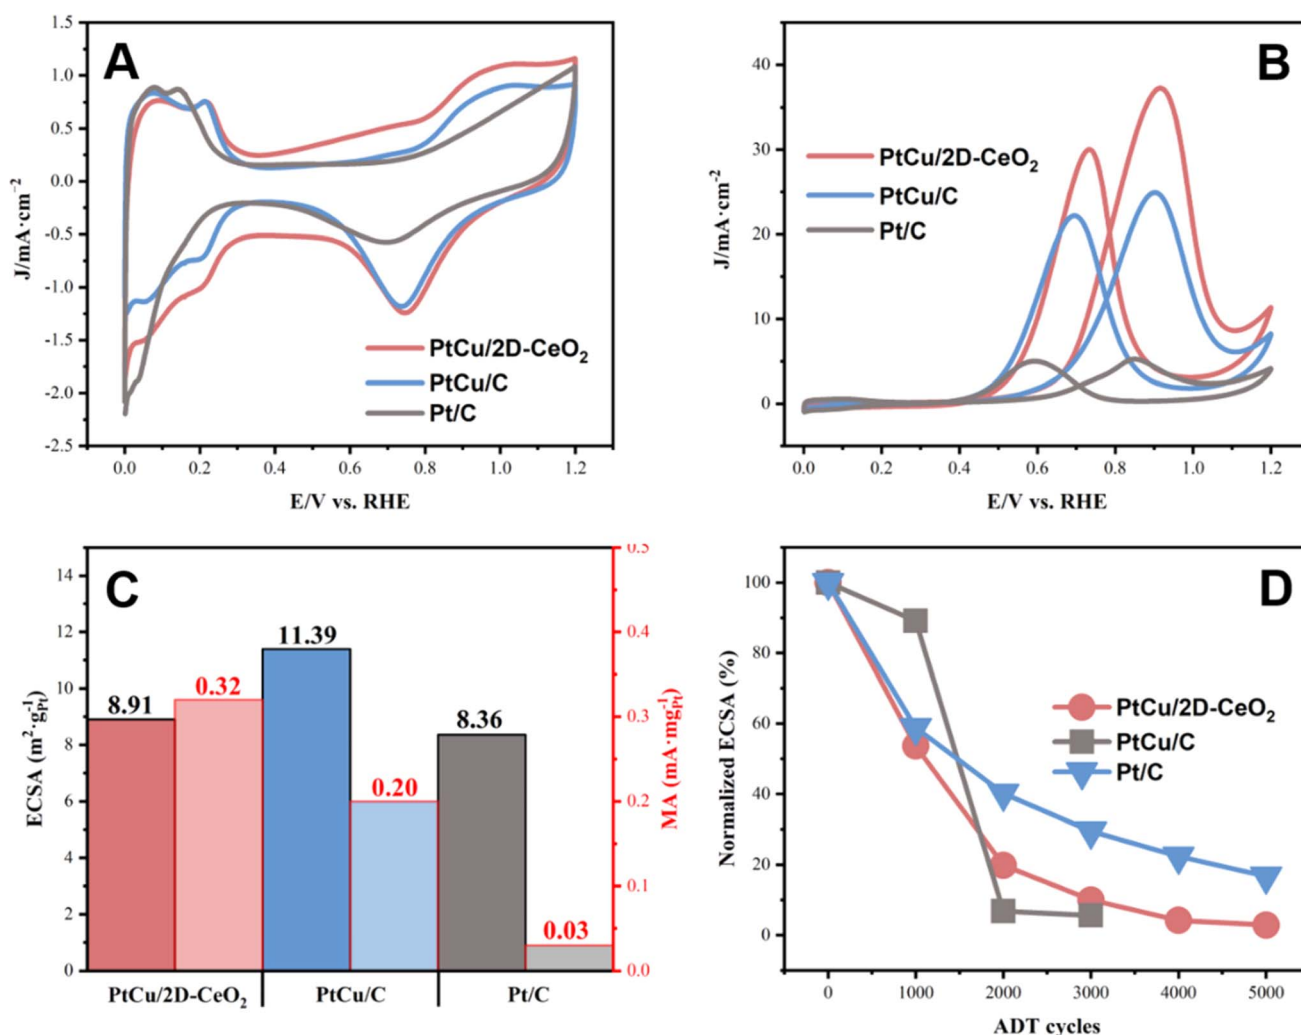 A
1.5
1.0
0.5
0.0
-0.5
-1.0
-1.5
-2.0
-2.5
J/mA·cm⁻²
PtCu/2D-CeO₂
PtCu/C
Pt/C
0.0 0.2 0.4 0.6 0.8 1.0 1.2
E/V vs. RHE
B
40
30
20
10
0
J/mA·cm⁻²
PtCu/2D-CeO₂
PtCu/C
Pt/C
0.0 0.2 0.4 0.6 0.8 1.0 1.2
E/V vs. RHE
C
14
12
10
8
6
4
2
0
ECSA (m²·g⁻¹Pt)
8.91
0.32
11.39
0.20
8.36
0.03
0.5
0.4
0.3
0.2
0.1
0.0
MA (mA·mg⁻¹Pt)
PtCu/2D-CeO₂ PtCu/C Pt/C
D
100
80
60
40
20
0
Normalized ECSA (%)
PtCu/2D-CeO₂
PtCu/C
Pt/C
0 1000 2000 3000 4000 5000
ADT cycles